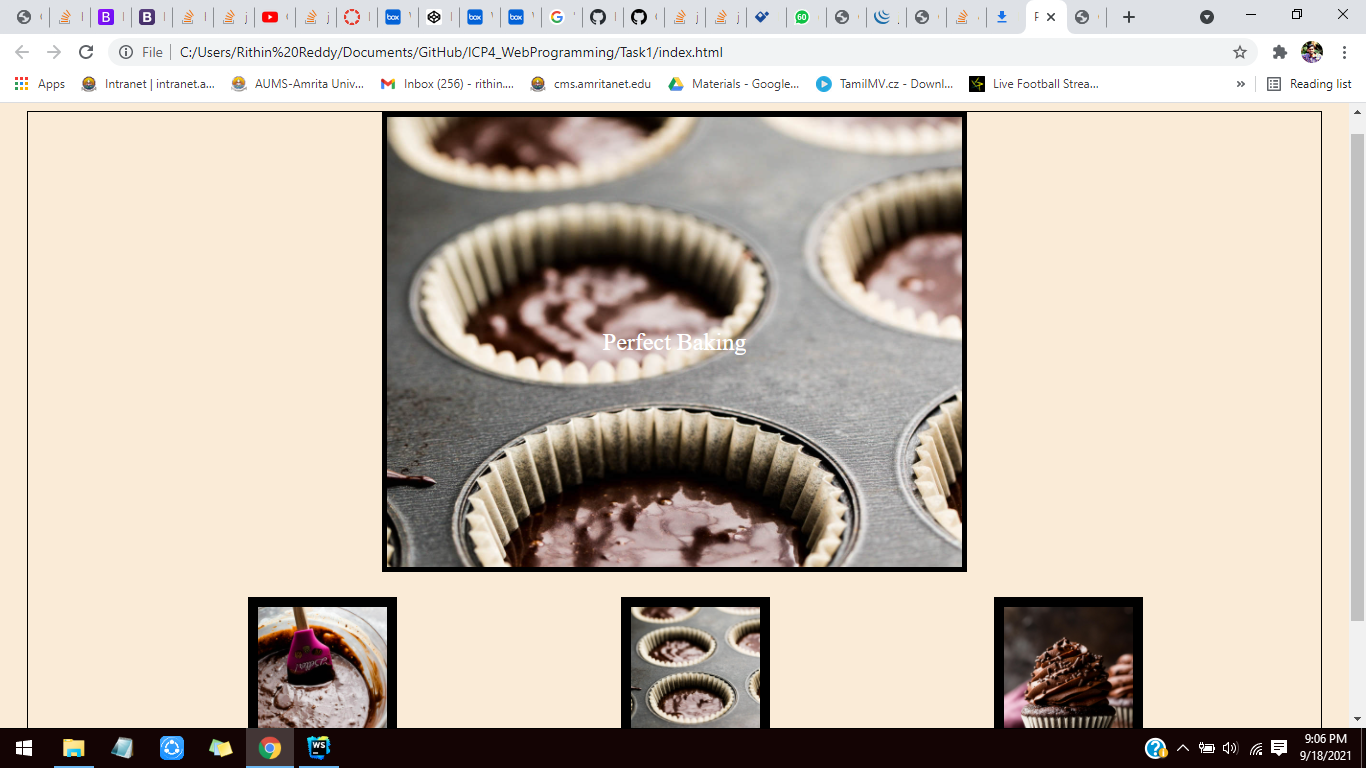 File
C:/Users/Rithin%20Reddy/Documents/GitHub/ICP4_WebProgramming/Task1/index.html
Apps
Intranet | intranet.a...
AUMS-Amrita Univ...
Inbox (256) - rithin....
cms.amritanet.edu
Materials - Google...
TamilMV.cz - Downl...
Live Football Strea...
»
Reading list
Perfect Baking
9:06 PM
9/18/2021